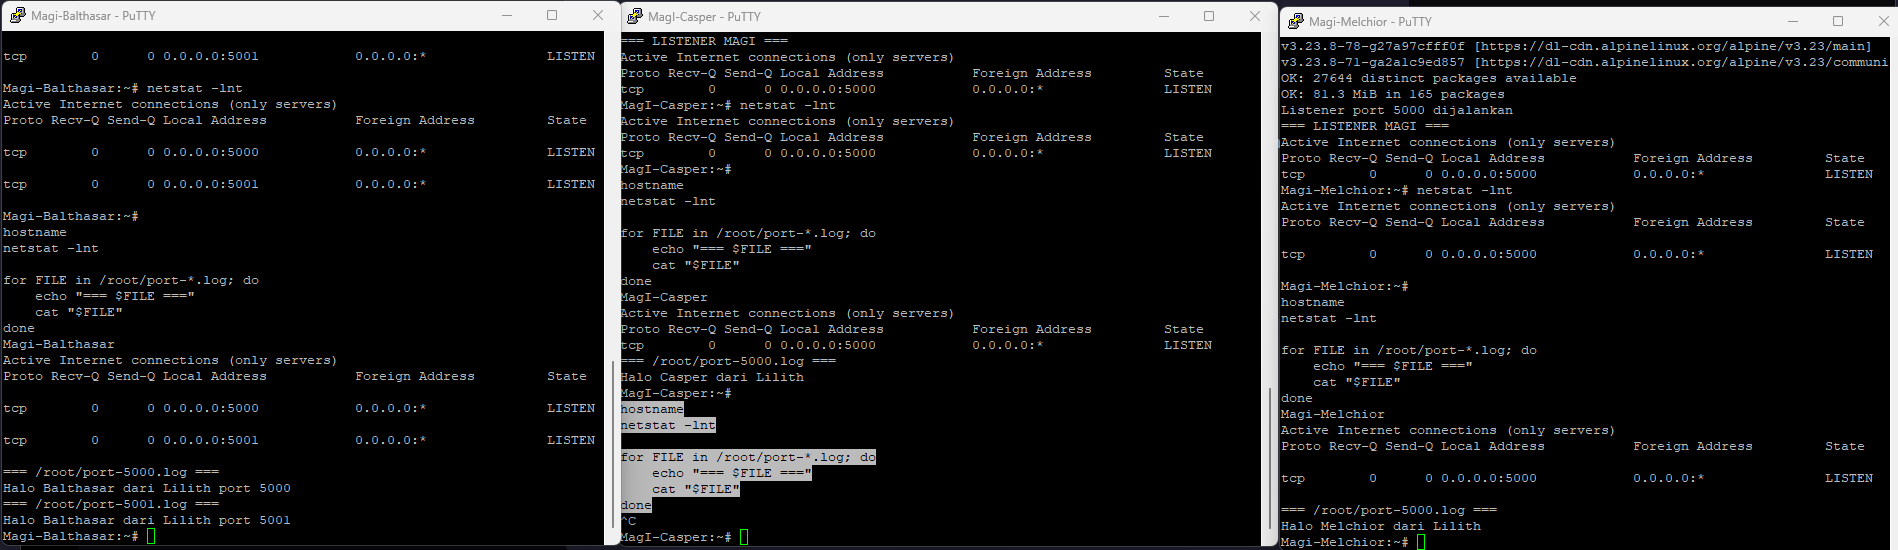 Magi-Balthasar - PuTTY
tcp 0 0 0.0.0.0:5001 0.0.0.0:* LISTEN
Magi-Balthasar:~# netstat -lnt
Active Internet connections (only servers)
Proto Recv-Q Send-Q Local Address Foreign Address State
tcp 0 0 0.0.0.0:5000 0.0.0.0:* LISTEN
tcp 0 0 0.0.0.0:5001 0.0.0.0:* LISTEN
Magi-Balthasar:~#
hostname
netstat -lnt
for FILE in /root/port-*.log; do
echo "=== $FILE ==="
cat "$FILE"
done
Magi-Balthasar
Active Internet connections (only servers)
Proto Recv-Q Send-Q Local Address Foreign Address State
tcp 0 0 0.0.0.0:5000 0.0.0.0:* LISTEN
tcp 0 0 0.0.0.0:5001 0.0.0.0:* LISTEN
=== /root/port-5000.log ===
Halo Balthasar dari Lilith port 5000
=== /root/port-5001.log ===
Halo Balthasar dari Lilith port 5001
Magi-Balthasar:~#
MagI-Casper - PuTTY
=== LISTENER MAGI ===
Active Internet connections (only servers)
Proto Recv-Q Send-Q Local Address Foreign Address State
tcp 0 0 0.0.0.0:5000 0.0.0.0:* LISTEN
MagI-Casper:~# netstat -lnt
Active Internet connections (only servers)
Proto Recv-Q Send-Q Local Address Foreign Address State
tcp 0 0 0.0.0.0:5000 0.0.0.0:* LISTEN
MagI-Casper:~#
hostname
netstat -lnt
for FILE in /root/port-*.log; do
echo "=== $FILE ==="
cat "$FILE"
done
MagI-Casper
Active Internet connections (only servers)
Proto Recv-Q Send-Q Local Address Foreign Address State
tcp 0 0 0.0.0.0:5000 0.0.0.0:* LISTEN
=== /root/port-5000.log ===
Halo Casper dari Lilith
MagI-Casper:~#
hostname
netstat -lnt
for FILE in /root/port-*.log; do
echo "=== $FILE ==="
cat "$FILE"
done
^C
MagI-Casper:~#
Magi-Melchior - PuTTY
v3.23.8-78-g27a97cfff0f [https://dl-cdn.alpinelinux.org/alpine/v3.23/main]
v3.23.8-71-ga2a1c9ed857 [https://dl-cdn.alpinelinux.org/alpine/v3.23/communi
OK: 27644 distinct packages available
OK: 81.3 MiB in 165 packages
Listener port 5000 dijalankan
=== LISTENER MAGI ===
Active Internet connections (only servers)
Proto Recv-Q Send-Q Local Address Foreign Address State
tcp 0 0 0.0.0.0:5000 0.0.0.0:* LISTEN
Magi-Melchior:~# netstat -lnt
Active Internet connections (only servers)
Proto Recv-Q Send-Q Local Address Foreign Address State
tcp 0 0 0.0.0.0:5000 0.0.0.0:* LISTEN
Magi-Melchior:~#
hostname
netstat -lnt
for FILE in /root/port-*.log; do
echo "=== $FILE ==="
cat "$FILE"
done
Magi-Melchior
Active Internet connections (only servers)
Proto Recv-Q Send-Q Local Address Foreign Address State
tcp 0 0 0.0.0.0:5000 0.0.0.0:* LISTEN
=== /root/port-5000.log ===
Halo Melchior dari Lilith
Magi-Melchior:~#